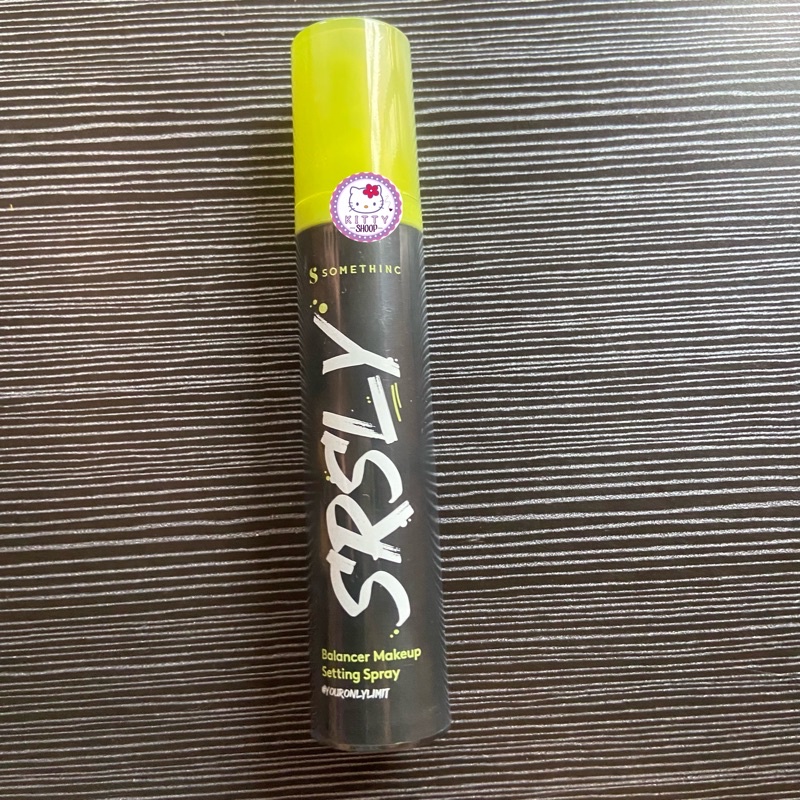 KITTY
SHOOP
S SOMETHINC
SRSLY
Balancer Makeup
Setting Spray
#YOURONLYLIMIT